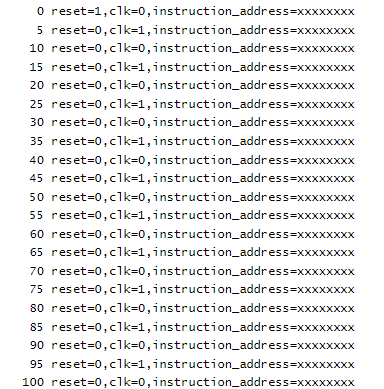 0 reset=1,clk=0,instruction_address=xxxxxxxx
5 reset=0,clk=1,instruction_address=xxxxxxxx
10 reset=0,clk=0,instruction_address=xxxxxxxx
15 reset=0,clk=1,instruction_address=xxxxxxxx
20 reset=0,clk=0,instruction_address=xxxxxxxx
25 reset=0,clk=1,instruction_address=xxxxxxxx
30 reset=0,clk=0,instruction_address=xxxxxxxx
35 reset=0,clk=1,instruction_address=xxxxxxxx
40 reset=0,clk=0,instruction_address=xxxxxxxx
45 reset=0,clk=1,instruction_address=xxxxxxxx
50 reset=0,clk=0,instruction_address=xxxxxxxx
55 reset=0,clk=1,instruction_address=xxxxxxxx
60 reset=0,clk=0,instruction_address=xxxxxxxx
65 reset=0,clk=1,instruction_address=xxxxxxxx
70 reset=0,clk=0,instruction_address=xxxxxxxx
75 reset=0,clk=1,instruction_address=xxxxxxxx
80 reset=0,clk=0,instruction_address=xxxxxxxx
85 reset=0,clk=1,instruction_address=xxxxxxxx
90 reset=0,clk=0,instruction_address=xxxxxxxx
95 reset=0,clk=1,instruction_address=xxxxxxxx
100 reset=0,clk=0,instruction_address=xxxxxxxx